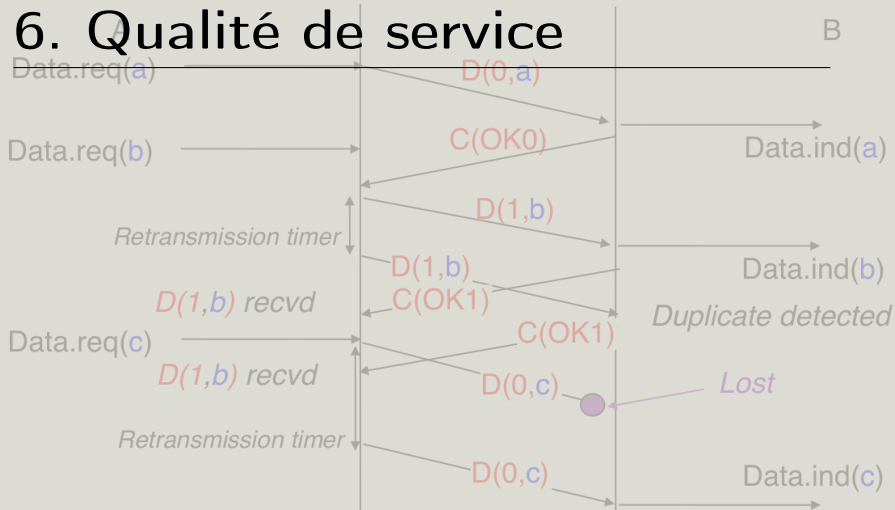 6. Qualité de service
A
B
Data.req(a)
D(0,a)
Data.req(b)
C(OK0)
Data.ind(a)
D(1,b)
Retransmission timer
D(1,b)
Data.ind(b)
D(1,b) recvd
C(OK1)
Duplicate detected
Data.req(c)
C(OK1)
D(1,b) recvd
D(0,c)
Lost
Retransmission timer
D(0,c)
Data.ind(c)